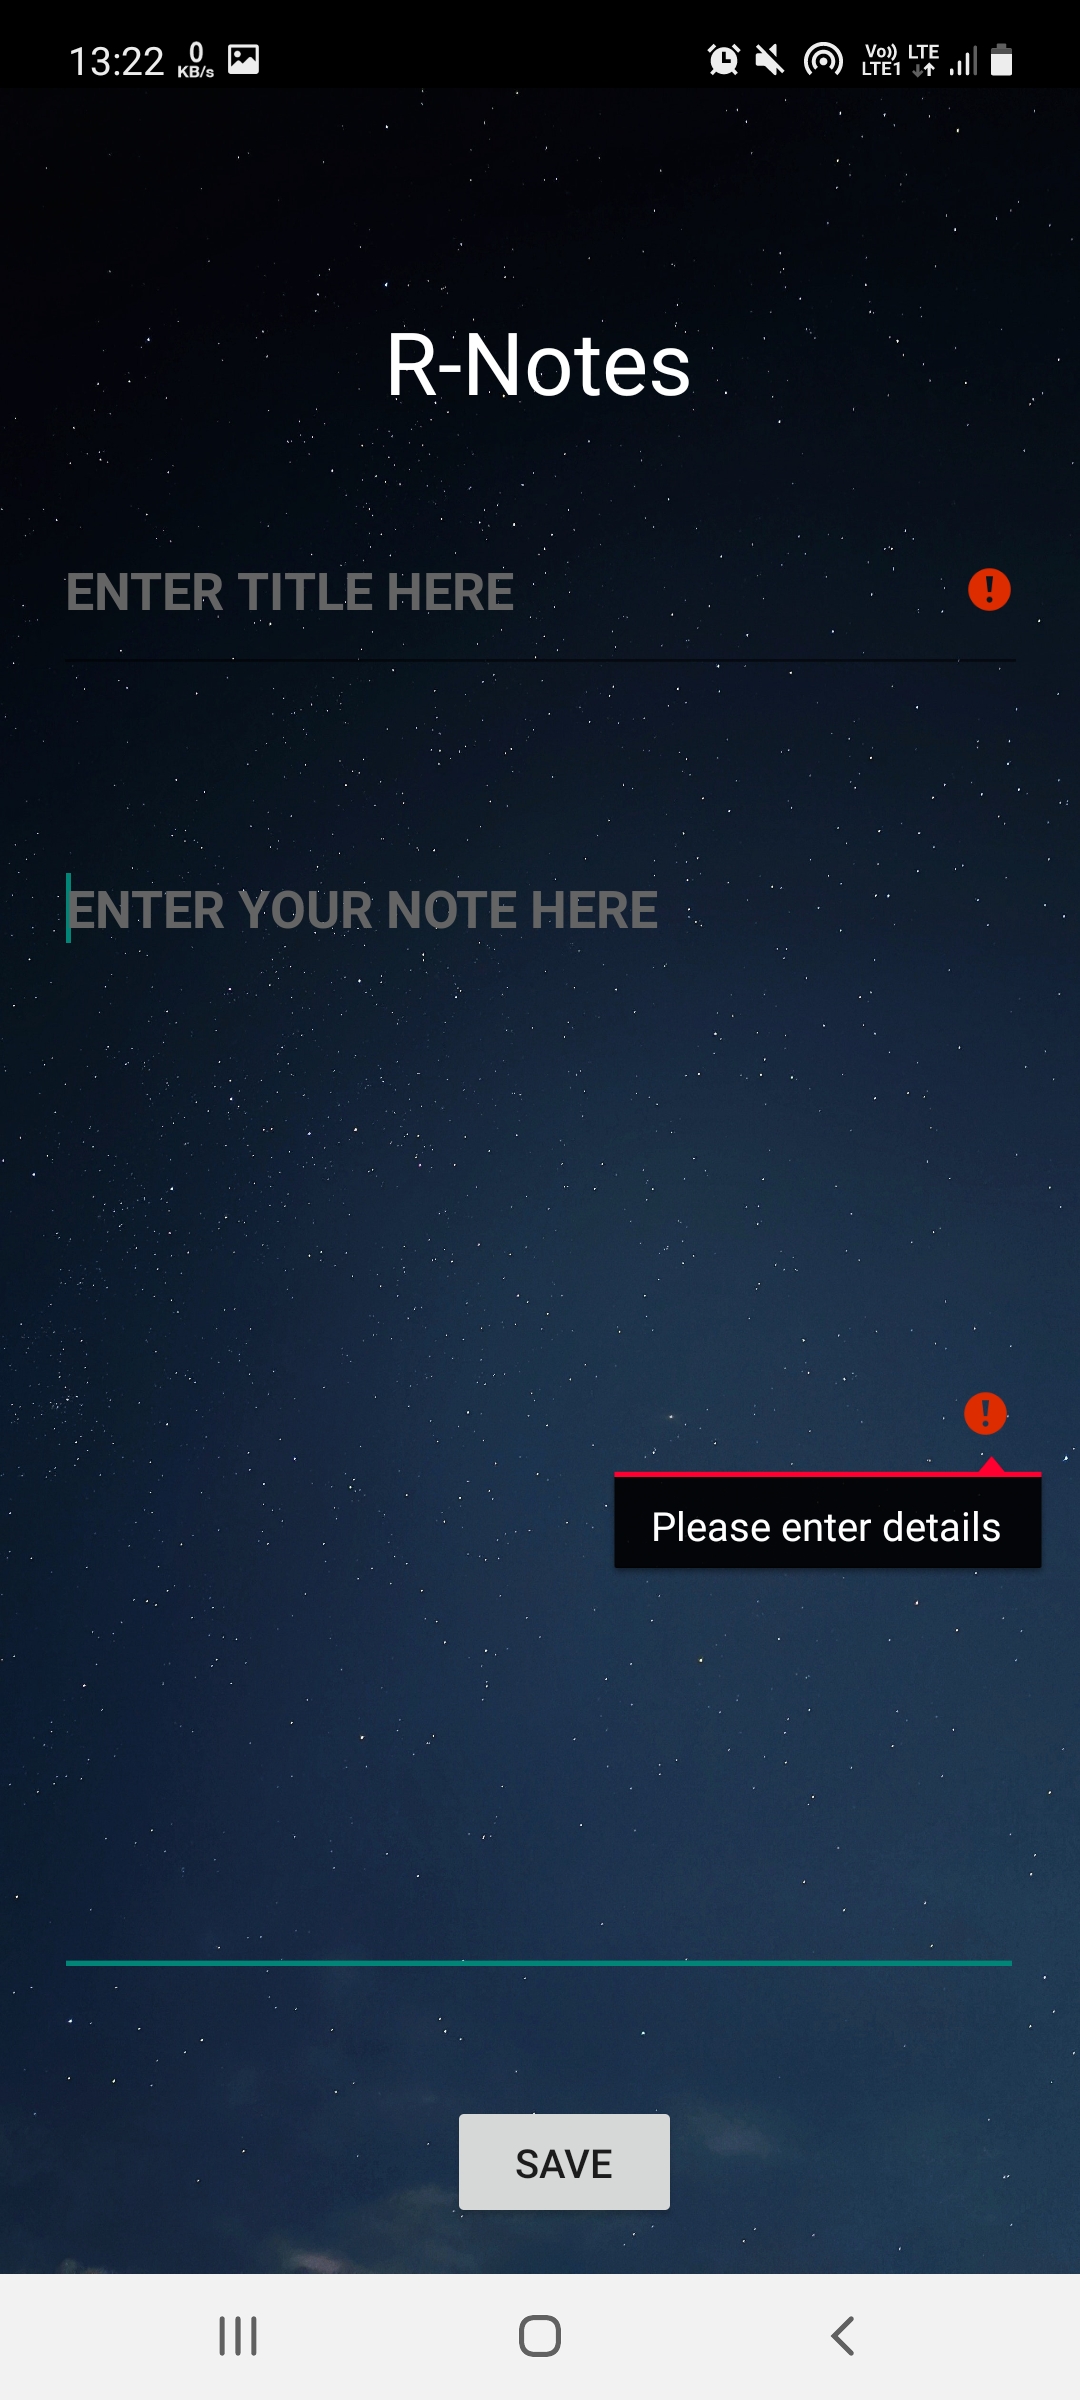 13:22 0 KB/s Vo)) LTE1 LTE
R-Notes
ENTER TITLE HERE
ENTER YOUR NOTE HERE
Please enter details
SAVE